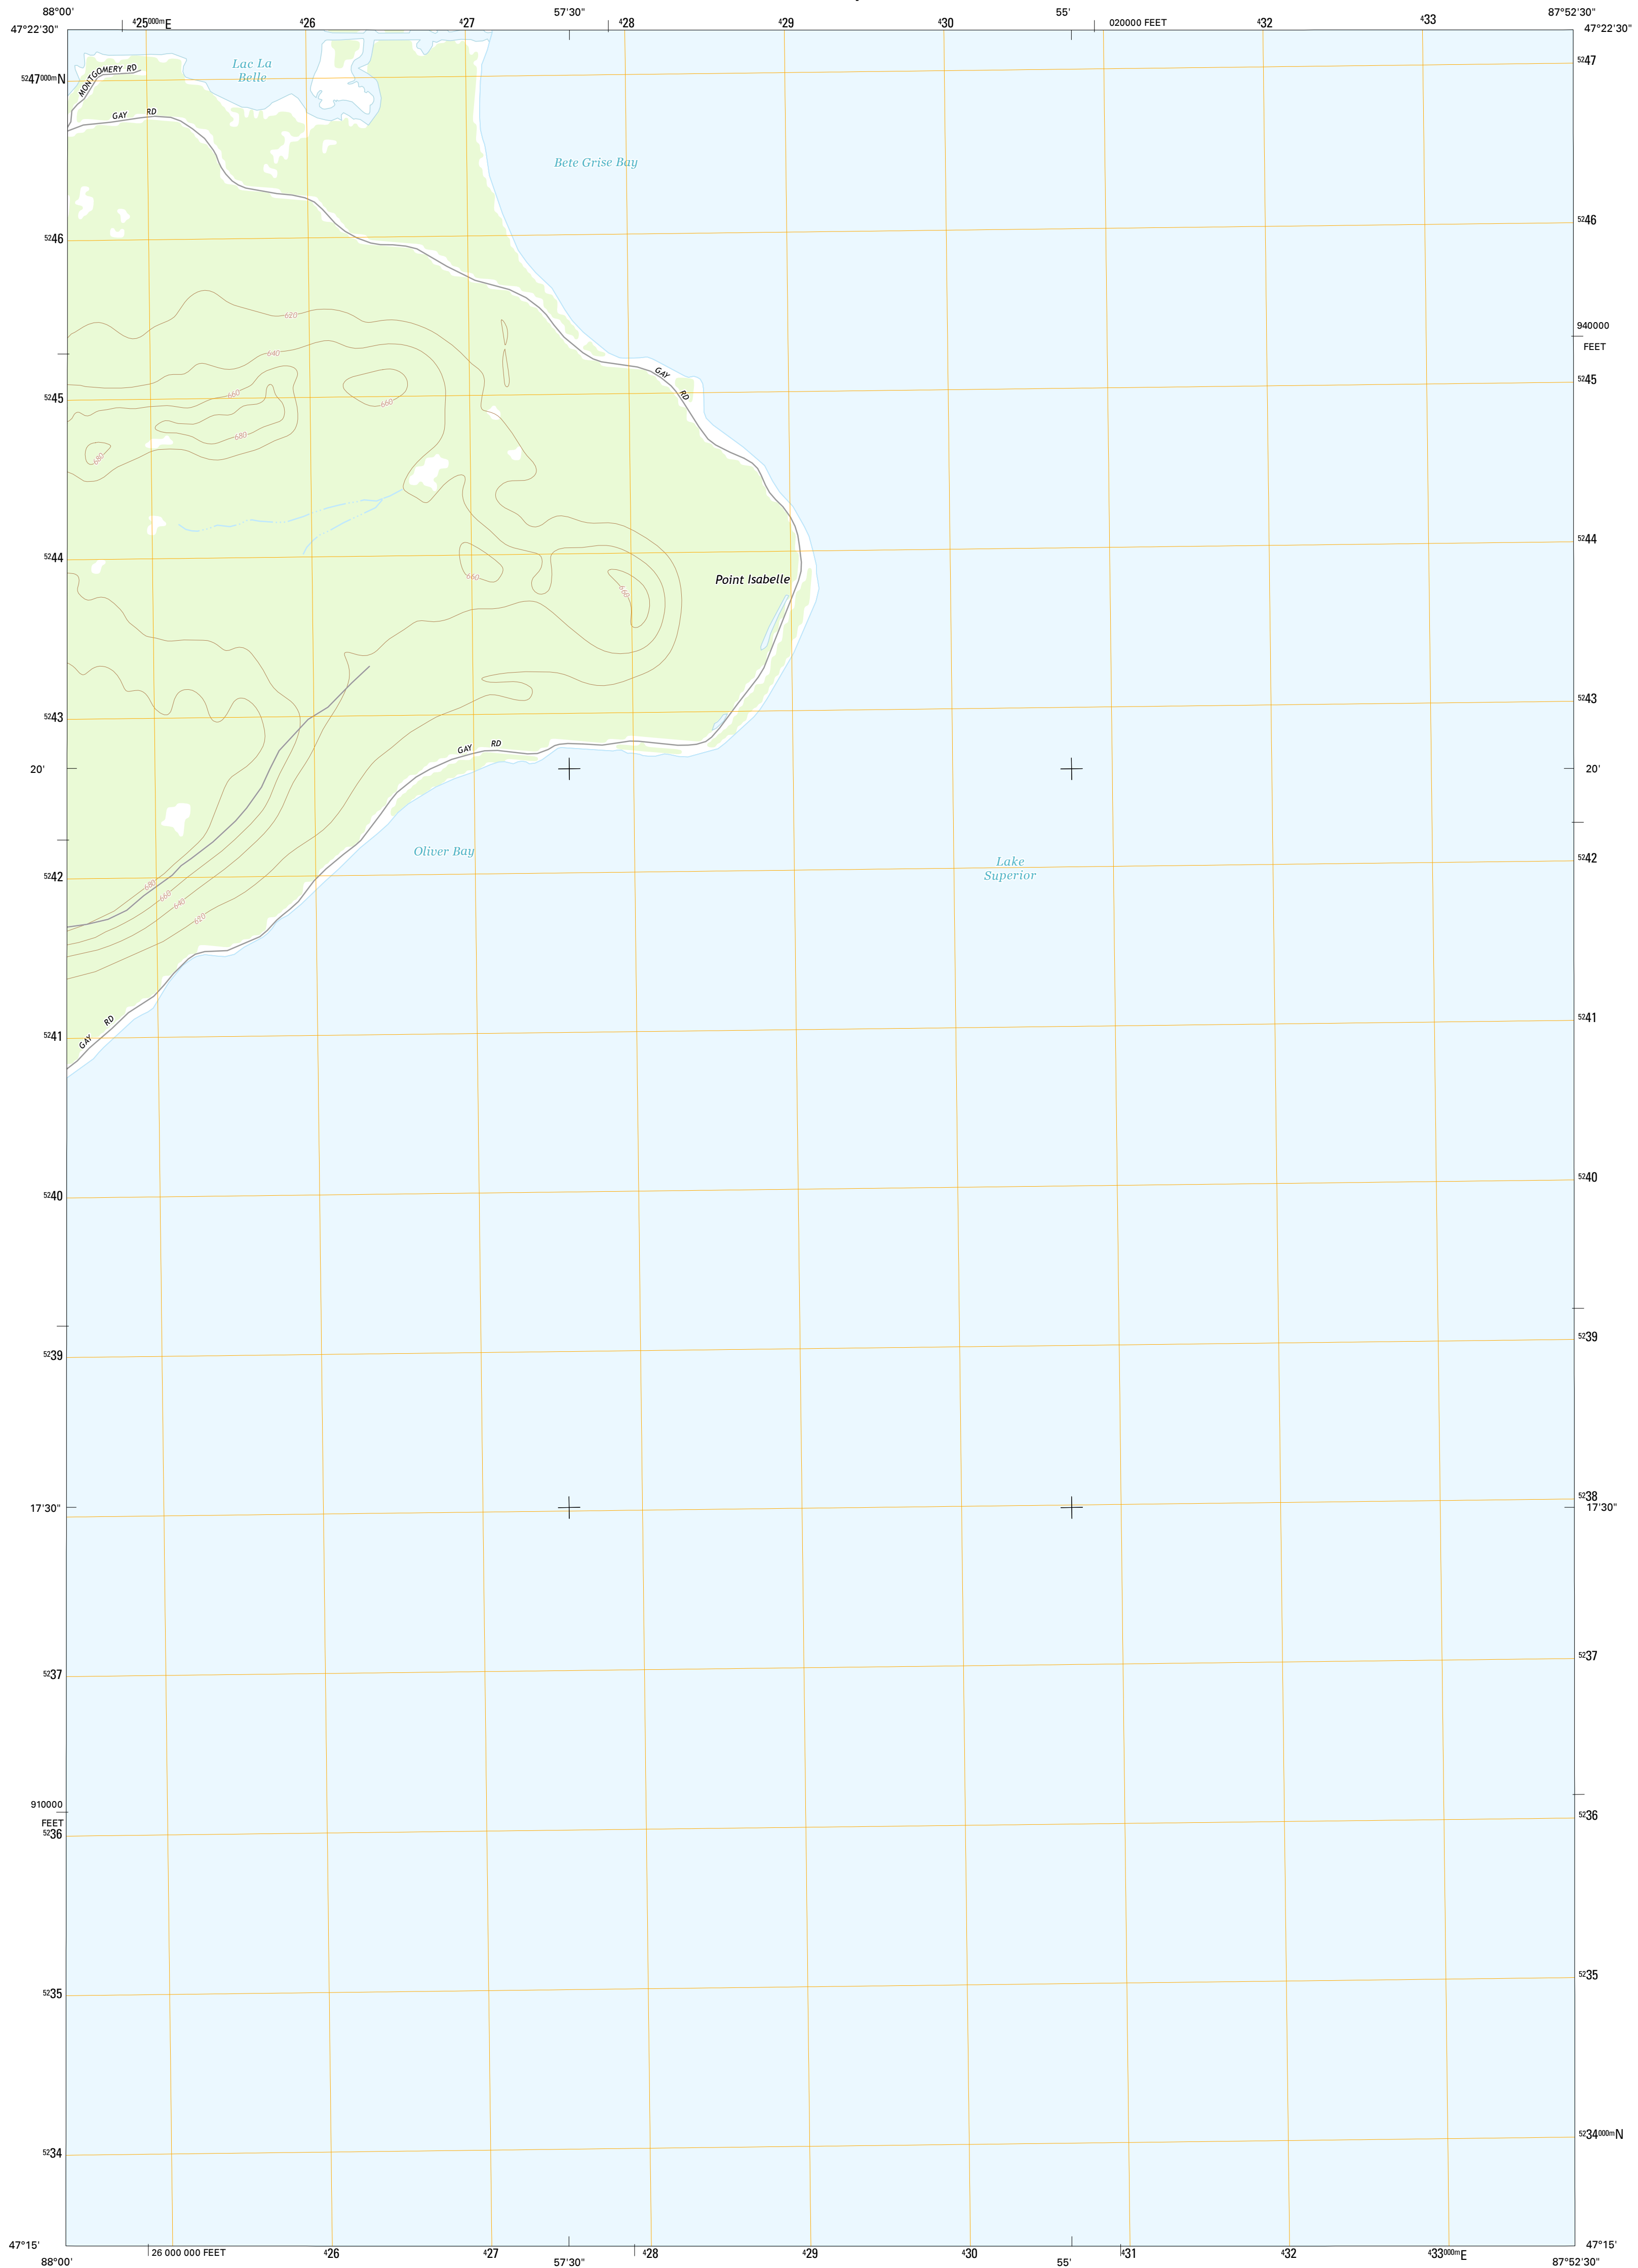 88°00' 425000mE 426 427 57'30" 428 429 430 55' 020000 FEET 432 433 87°52'30"
47°22'30" 47°22'30"
Lac La
Belle
MONTGOMERY RD
5247000mN 5247
GAY RD
Bete Grise Bay
5246 5246
620
940000
FEET
640
GAY RD
660
660
5245 5245
680
680
5244 5244
660
Point Isabelle
660
5243 5243
GAY RD
20' 20'
Oliver Bay
Lake
Superior
5242 5242
680
660
640
620
GAY RD
5241 5241
5240 5240
5239 5239
5238
17'30" 17'30"
5237 5237
910000
FEET
5236 5236
5235 5235
5234 5234000mN
47°15' 47°15'
88°00' 26 000 000 FEET 426 427 57'30" 428 429 430 55' 431 432 433000mE 87°52'30"